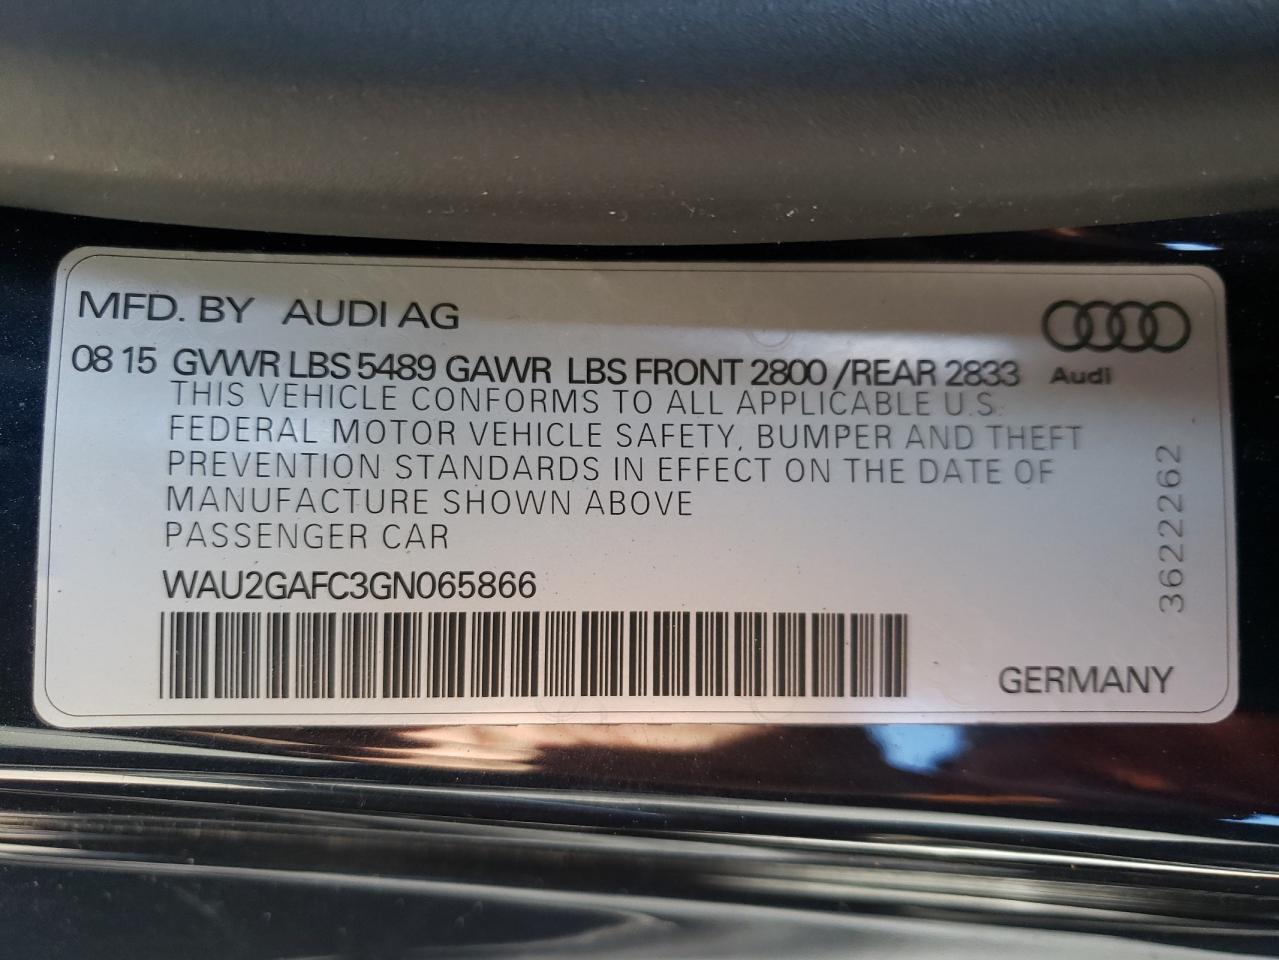 MFD. BY AUDI AG
08 15 GVWR LBS 5489 GAWR LBS FRONT 2800 /REAR 2833
Audi
THIS VEHICLE CONFORMS TO ALL APPLICABLE U.S.
FEDERAL MOTOR VEHICLE SAFETY, BUMPER AND THEFT
PREVENTION STANDARDS IN EFFECT ON THE DATE OF
MANUFACTURE SHOWN ABOVE
PASSENGER CAR
WAU2GAFC3GN065866
3622262
GERMANY